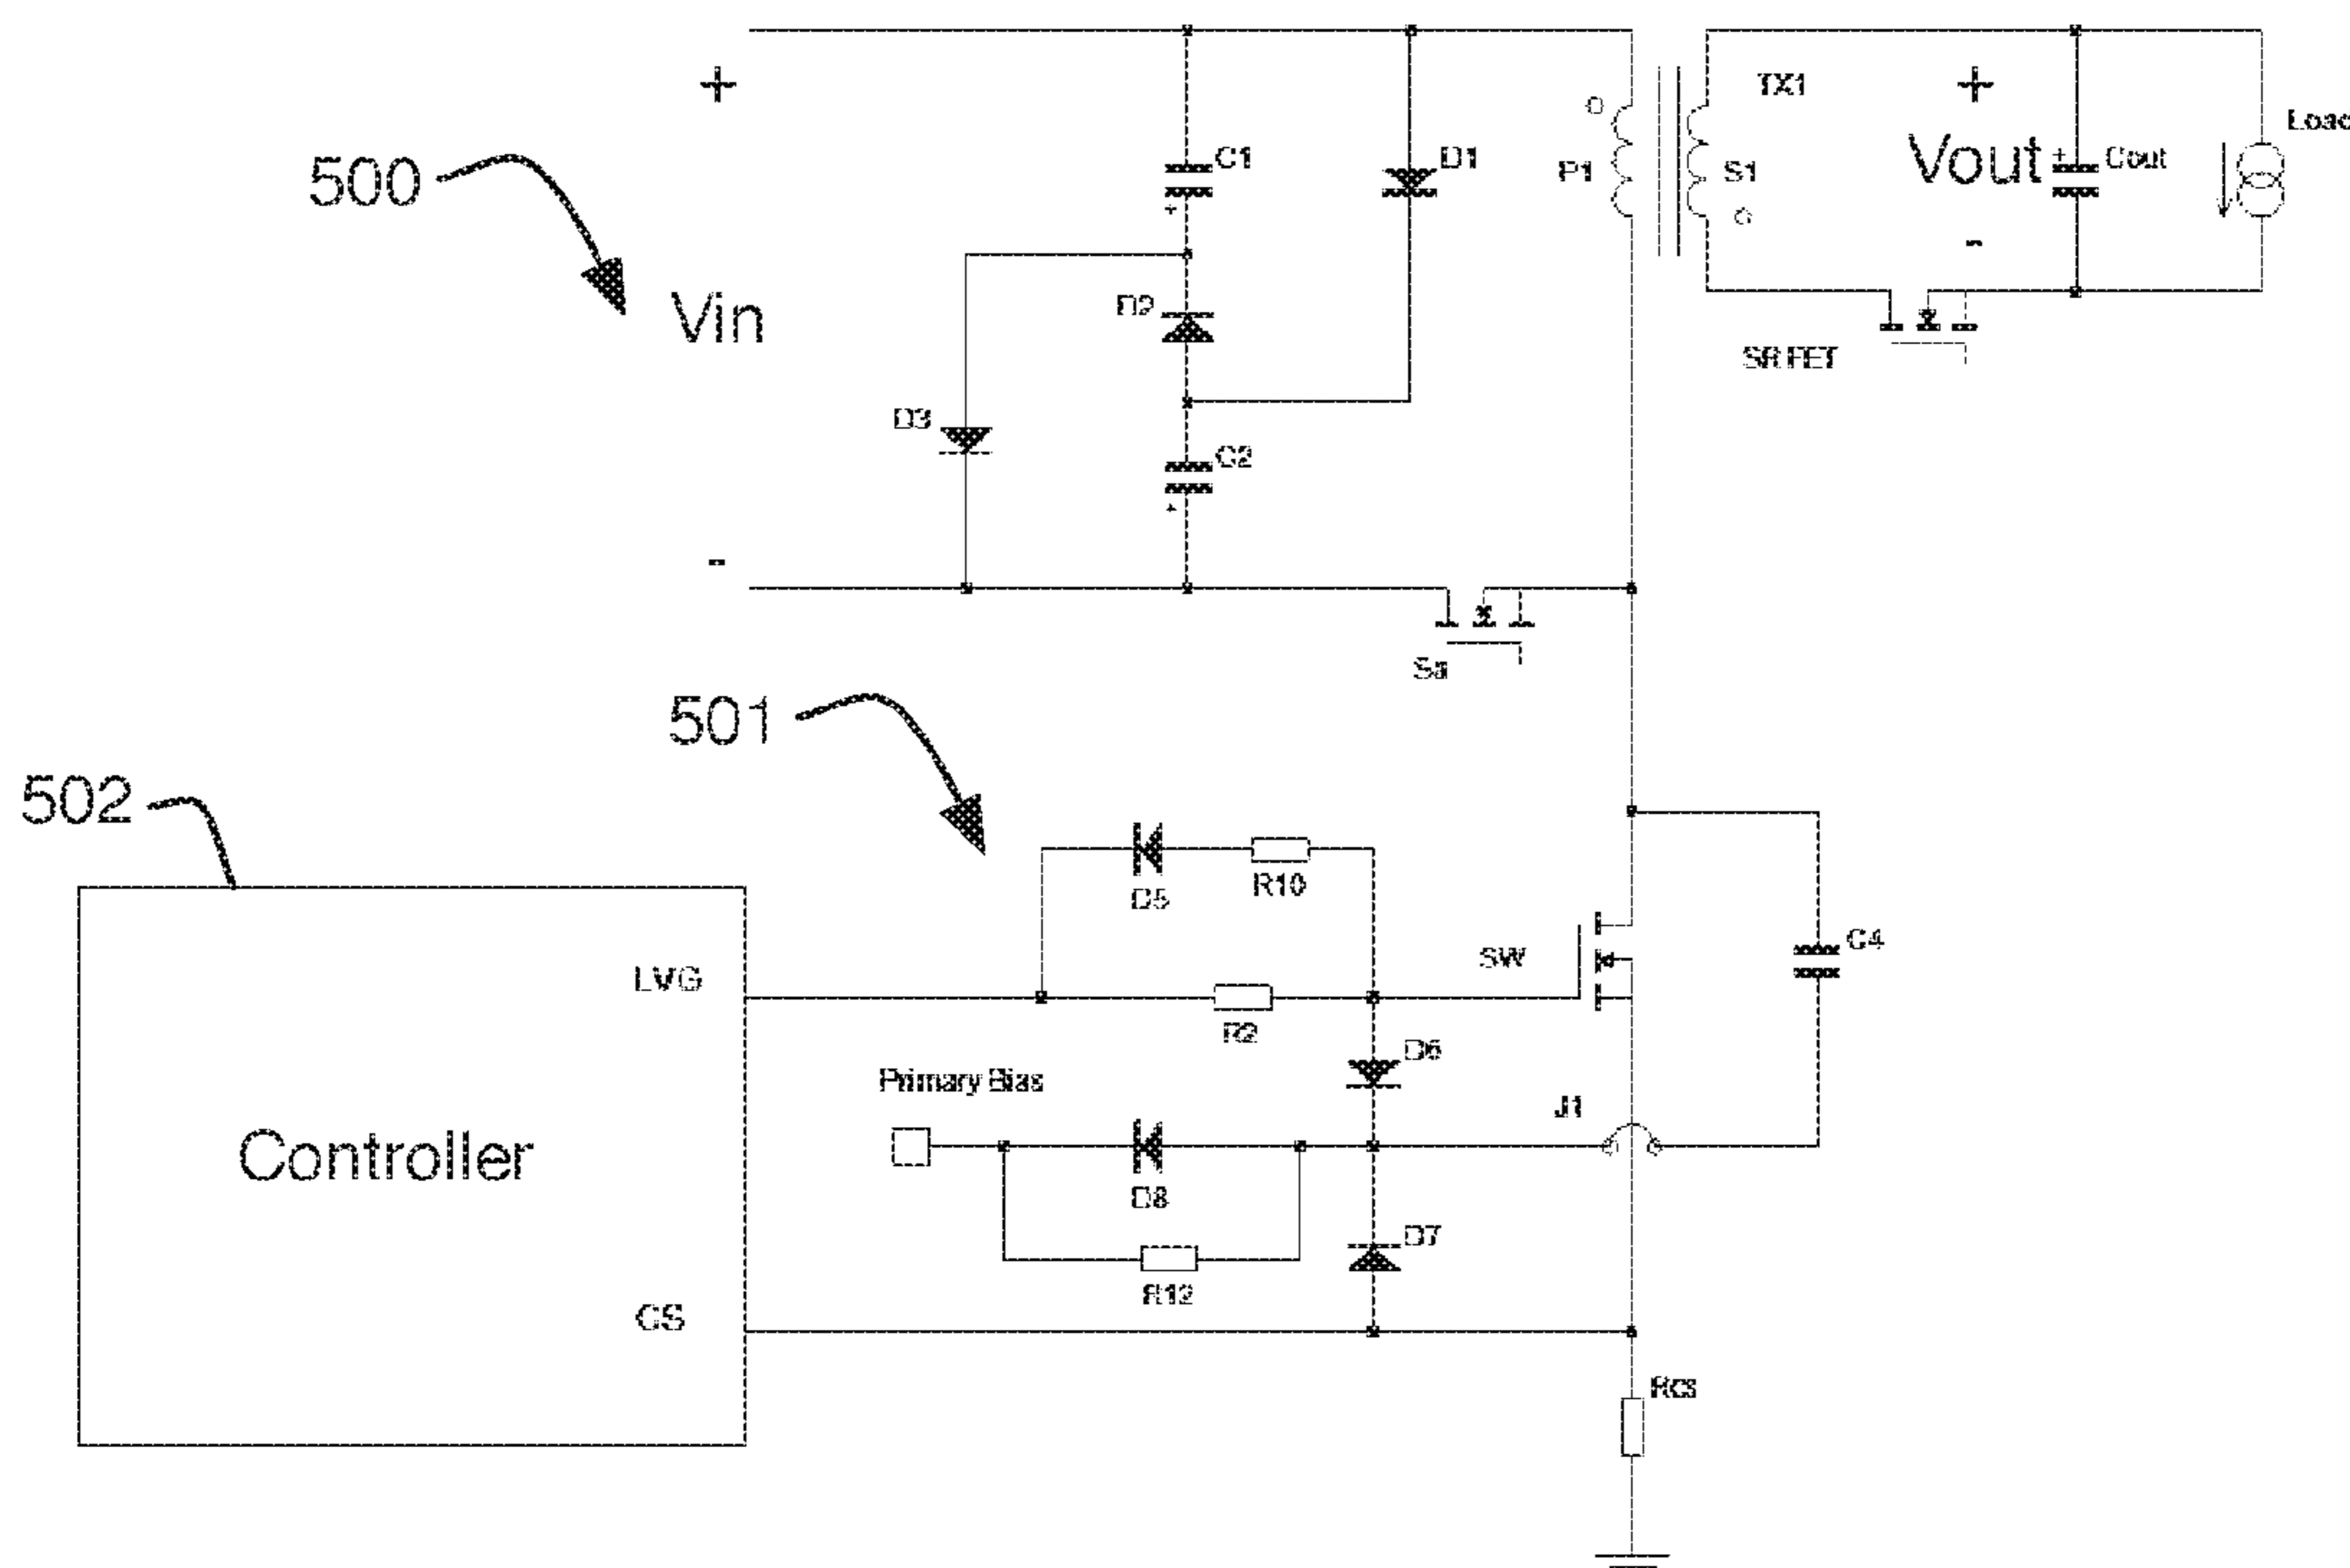 +
TX1
+
Load
500
C1
D1
P1
S1
Vout
+
Cout
+
-
D2
Vin
SR FET
D3
C2
+
-
Sa
501
502
D5
R10
LVG
SW
C4
R2
D6
Primary Bias
J1
Controller
D8
D7
R12
CS
Rcs